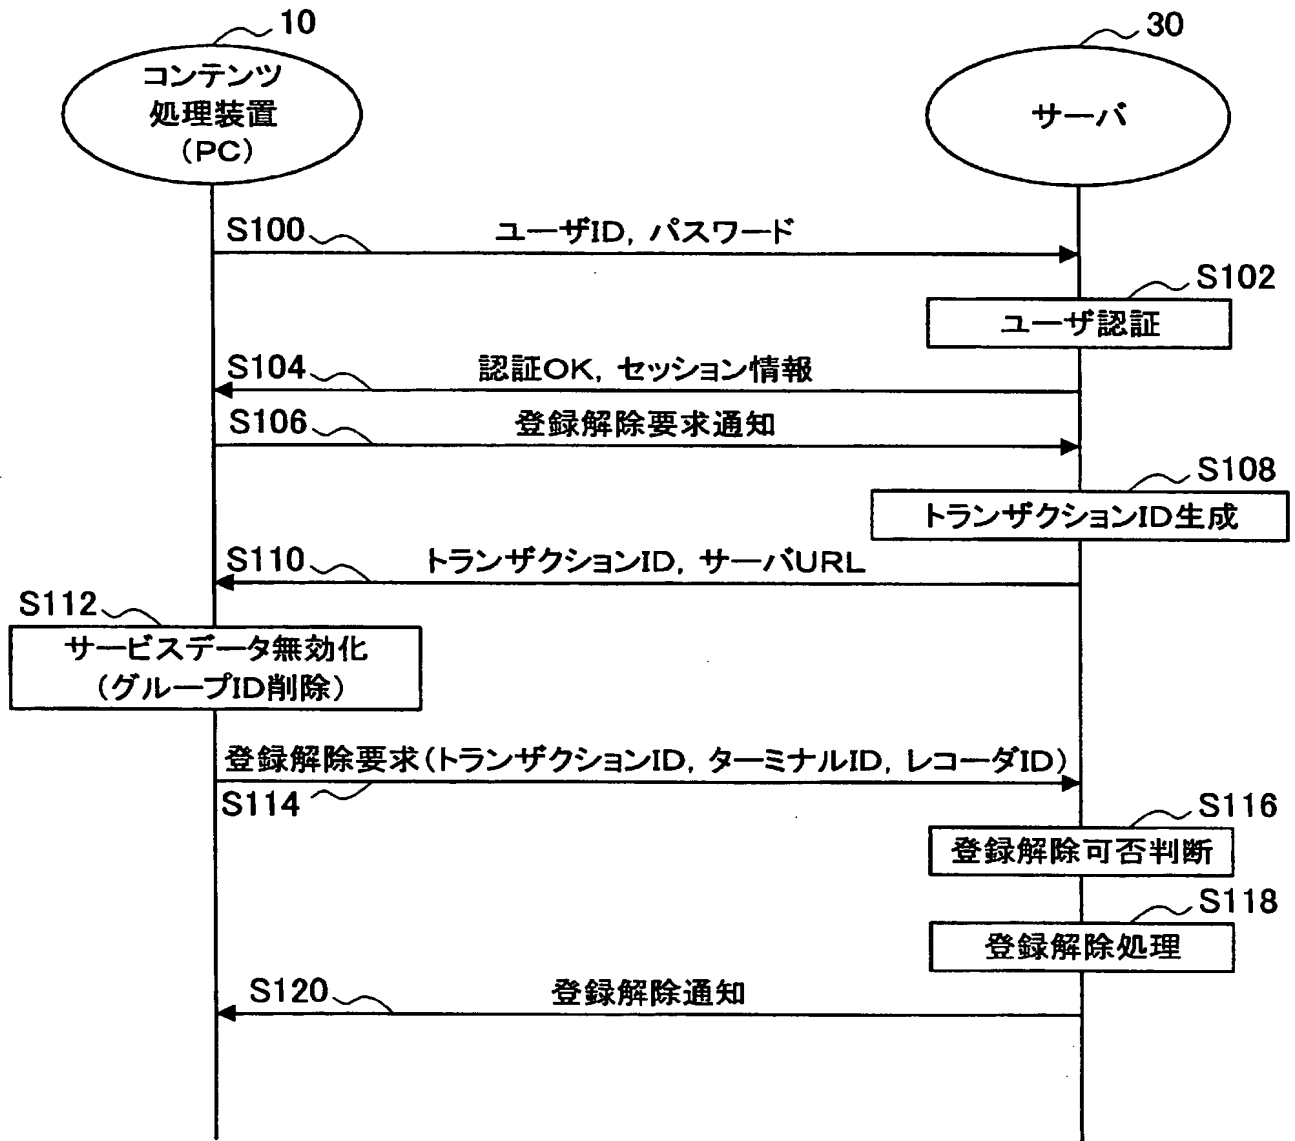 10
30
コンテンツ
処理装置
(PC)
サーバ
S100
ユーザID, パスワード
S102
ユーザ認証
S104
認証OK, セッション情報
S106
登録解除要求通知
S108
トランザクションID生成
S110
トランザクションID, サーバURL
S112
サービスデータ無効化
(グループID削除)
登録解除要求(トランザクションID, ターミナルID, レコーダID)
S114
S116
登録解除可否判断
S118
登録解除処理
S120
登録解除通知